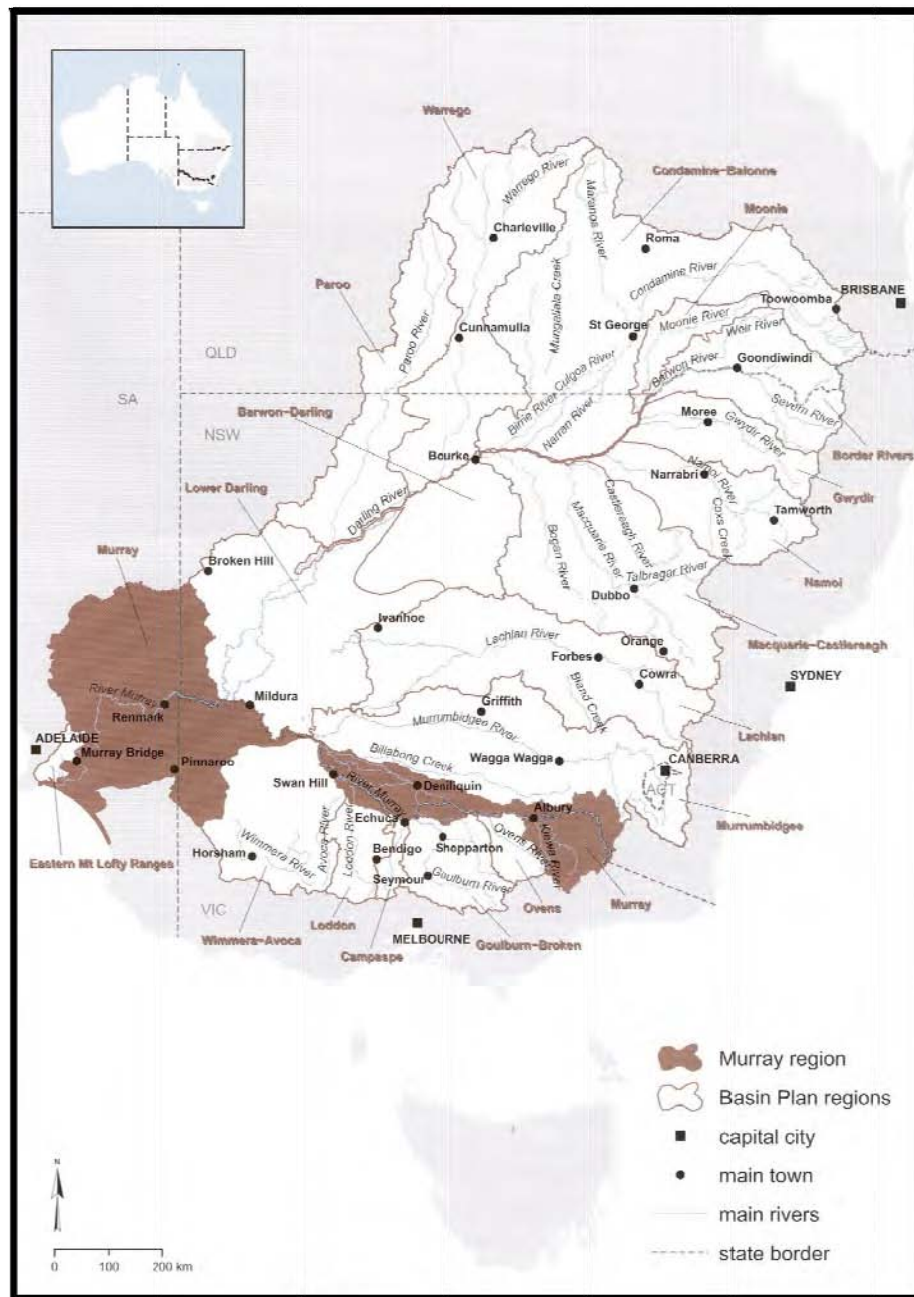 Warrego
Warrego River
Condamine-Balonne
Maranoa River
Moonie
Charleville
Roma
Mungallala Creek
Condamine River
BRISBANE
Paroo
Toowoomba
Paroo River
Cunnamulla
St George
Moonie River
Weir River
QLD
Goondiwindi
Barwon River
SA
Birrie River
Culgoa River
Severn River
Barwon-Darling
NSW
Narran River
Moree
Gwydir River
Bourke
Border Rivers
Narrabri
Namoi River
Lower Darling
Gwydir
Darling River
Castlereagh River
Coxs Creek
Tamworth
Macquarie River
Murray
Bogan River
Broken Hill
Talbragar River
Namoi
Dubbo
Ivanhoe
Lachlan River
Orange
Macquarie-Castlereagh
Forbes
SYDNEY
Cowra
River Murray
Mildura
Griffith
Renmark
Bland Creek
Murrumbidgee River
Lachlan
ADELAIDE
Billabong Creek
Murray Bridge
Wagga Wagga
CANBERRA
Pinnaroo
Swan Hill
ACT
River Murray
Deniliquin
Albury
Echuca
Murrumbidgee
Avoca River
Loddon River
Shepparton
Ovens River
Kiewa River
Eastern Mt Lofty Ranges
Horsham
Wimmera River
Bendigo
Seymour
Goulburn River
Ovens
Murray
VIC
Loddon
Wimmera-Avoca
MELBOURNE
Goulburn-Broken
Campaspe
Murray region
Basin Plan regions
capital city
N
main town
main rivers
state border
0 100 200 km